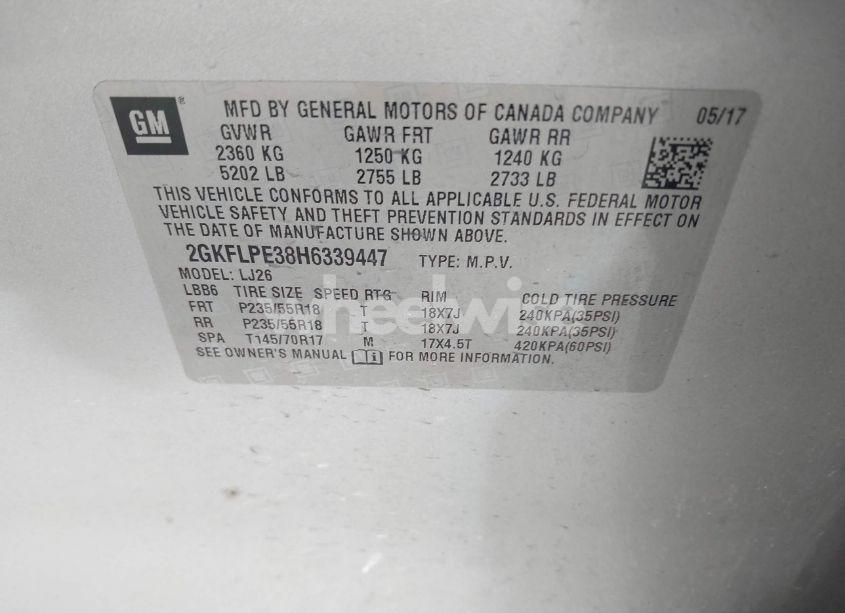 GM ®
MFD BY GENERAL MOTORS OF CANADA COMPANY 05/17
GVWR GAWR FRT GAWR RR
2360 KG 1250 KG 1240 KG
5202 LB 2755 LB 2733 LB
THIS VEHICLE CONFORMS TO ALL APPLICABLE U.S. FEDERAL MOTOR
VEHICLE SAFETY AND THEFT PREVENTION STANDARDS IN EFFECT ON
THE DATE OF MANUFACTURE SHOWN ABOVE.
2GKFLPE38H6339447 TYPE: M.P.V.
MODEL: LJ26
LBB6 TIRE SIZE SPEED RTG RIM COLD TIRE PRESSURE
FRT P235/55R18 T 18X7J 240KPA(35PSI)
RR P235/55R18 T 18X7J 240KPA(35PSI)
SPA T145/70R17 M 17X4.5T 420KPA(60PSI)
SEE OWNER'S MANUAL i FOR MORE INFORMATION.